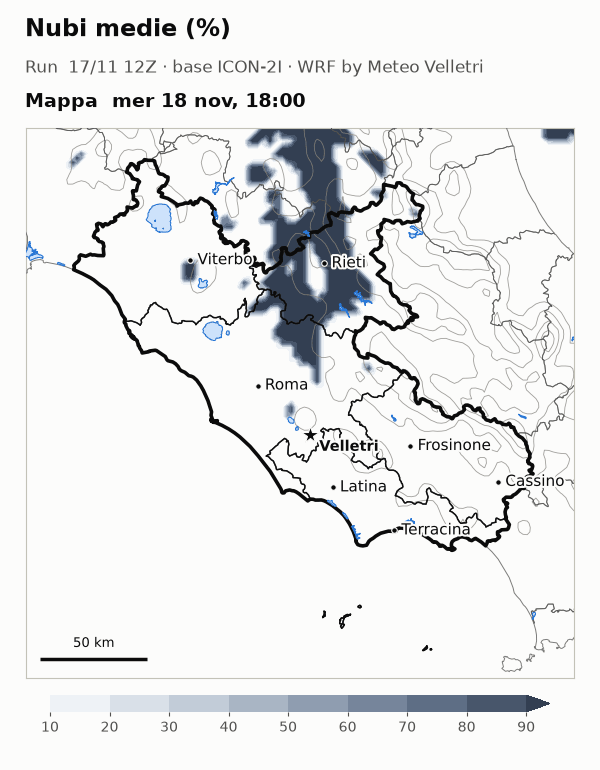 Nubi medie (%)
Run  17/11 12Z · base ICON-2I · WRF by Meteo Velletri
Mappa  mer 18 nov, 18:00
Viterbo
Rieti
Roma
Velletri
Frosinone
Latina
Cassino
Terracina
50 km
10 20 30 40 50 60 70 80 90